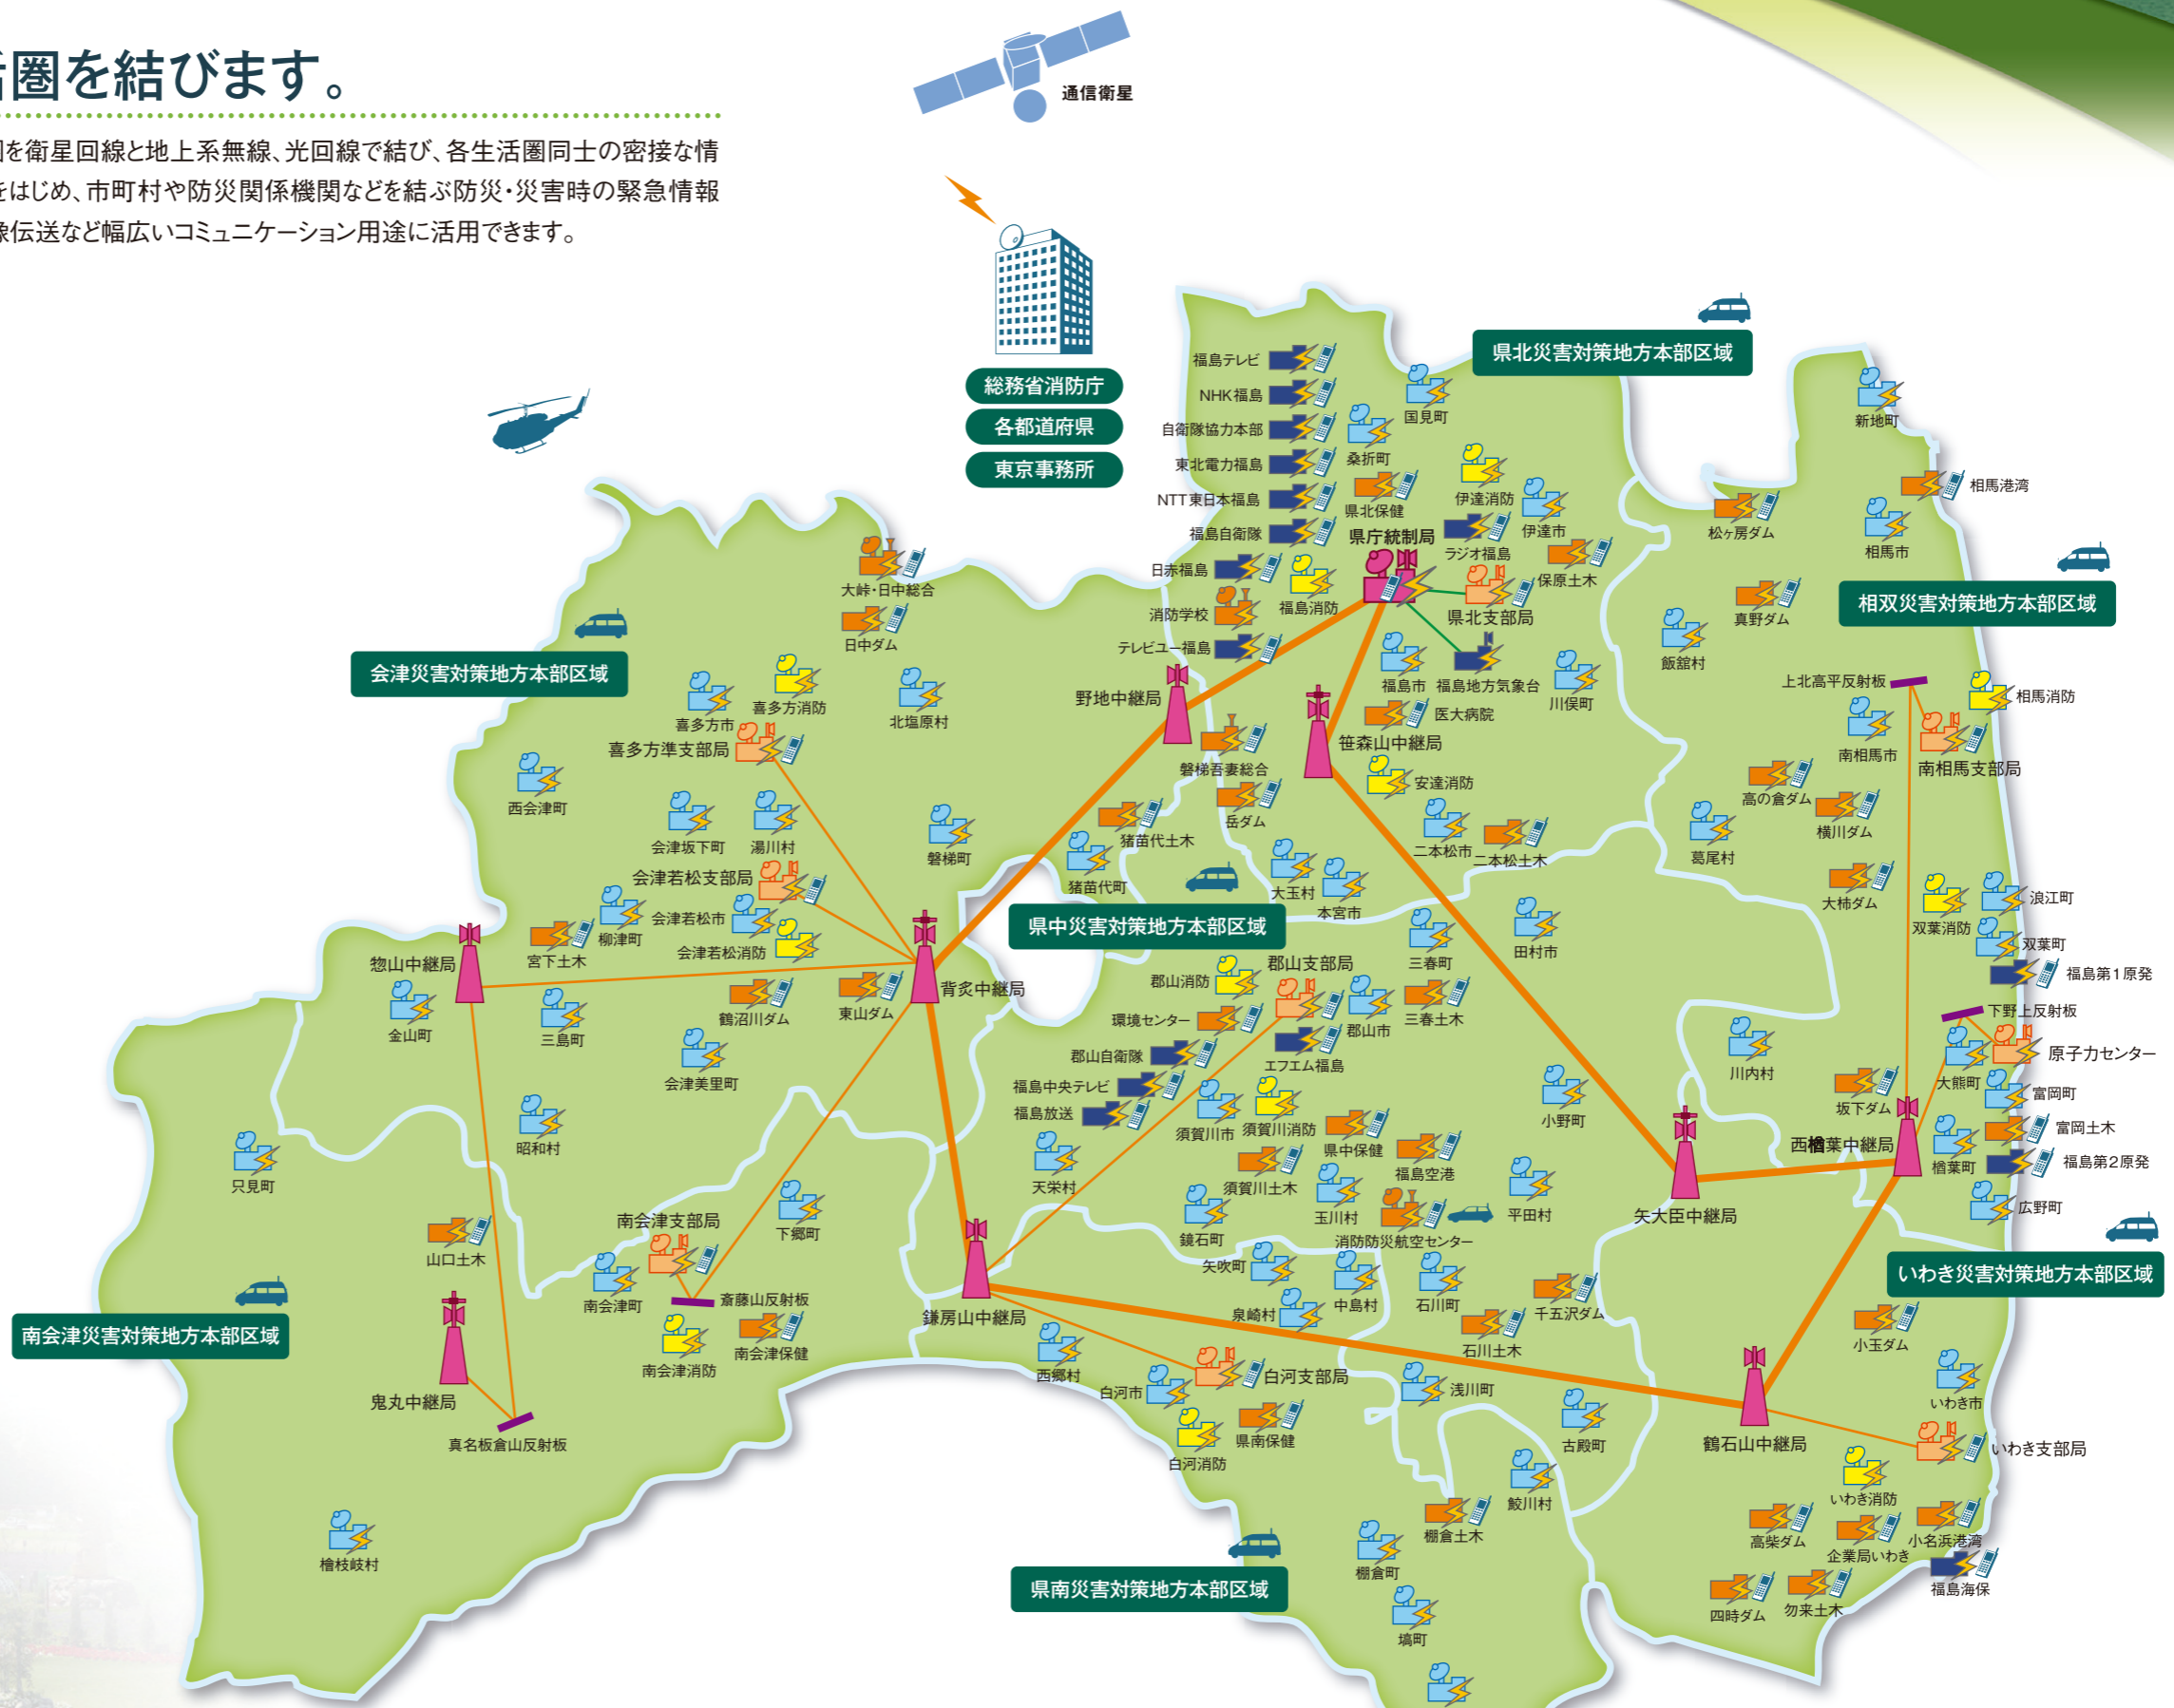 活圏を結びます。
圏を衛星回線と地上系無線、光回線で結び、各生活圏同士の密接な情
をはじめ、市町村や防災関係機関などを結ぶ防災・災害時の緊急情報
像伝送など幅広いコミュニケーション用途に活用できます。
通信衛星
総務省消防庁
各都道府県
東京事務所
県北災害対策地方本部区域
福島テレビ
NHK福島
自衛隊協力本部
東北電力福島
NTT東日本福島
福島自衛隊
日赤福島
消防学校
テレビユー福島
国見町
桑折町
県北保健
伊達消防
伊達市
県庁統制局
ラジオ福島
保原土木
福島消防
県北支部局
福島市
福島地方気象台
川俣町
医大病院
野地中継局
笹森山中継局
磐梯吾妻総合
安達消防
岳ダム
二本松市
二本松土木
大玉村
本宮市
新地町
相馬港湾
松ヶ房ダム
相馬市
相双災害対策地方本部区域
真野ダム
飯舘村
上北高平反射板
相馬消防
南相馬市
南相馬支部局
高の倉ダム
横川ダム
葛尾村
大柿ダム
双葉消防
浪江町
双葉町
福島第1原発
下野上反射板
大熊町
原子力センター
川内村
坂下ダム
富岡町
富岡土木
西楢葉中継局
楢葉町
福島第2原発
広野町
会津災害対策地方本部区域
大峠・日中総合
日中ダム
喜多方市
喜多方消防
北塩原村
喜多方準支部局
西会津町
会津坂下町
湯川村
磐梯町
猪苗代土木
猪苗代町
会津若松支部局
会津若松市
会津若松消防
柳津町
宮下土木
惣山中継局
金山町
三島町
鶴沼川ダム
東山ダム
背炙中継局
会津美里町
昭和村
県中災害対策地方本部区域
郡山支部局
郡山消防
三春町
田村市
環境センター
郡山市
三春土木
郡山自衛隊
エフエム福島
福島中央テレビ
福島放送
須賀川市
須賀川消防
県中保健
小野町
福島空港
天栄村
須賀川土木
玉川村
平田村
鏡石町
消防防災航空センター
矢大臣中継局
石川町
千五沢ダム
石川土木
浅川町
古殿町
只見町
南会津支部局
下郷町
山口土木
南会津町
斎藤山反射板
南会津災害対策地方本部区域
南会津消防
南会津保健
鬼丸中継局
真名板倉山反射板
檜枝岐村
鎌房山中継局
矢吹町
泉崎村
中島村
西郷村
白河市
白河支部局
県南保健
白河消防
鮫川村
棚倉土木
棚倉町
県南災害対策地方本部区域
塙町
いわき災害対策地方本部区域
小玉ダム
いわき市
鶴石山中継局
いわき支部局
いわき消防
高柴ダム
企業局いわき
小名浜港湾
福島海保
四時ダム
勿来土木